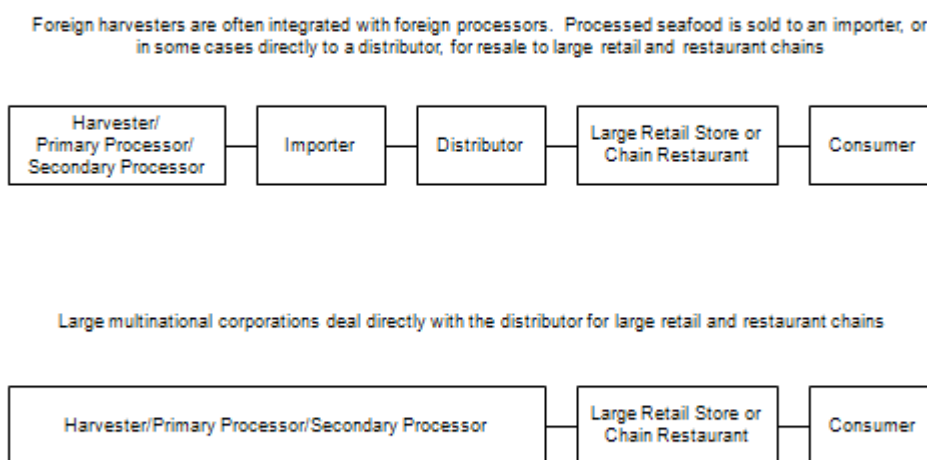 Foreign harvesters are often integrated with foreign processors.  Processed seafood is sold to an importer, or
in some cases directly to a distributor, for resale to large retail and restaurant chains
Harvester/
Primary Processor/
Secondary Processor
Importer
Distributor
Large Retail Store or
Chain Restaurant
Consumer
Large multinational corporations deal directly with the distributor for large retail and restaurant chains
Harvester/Primary Processor/Secondary Processor
Large Retail Store or
Chain Restaurant
Consumer